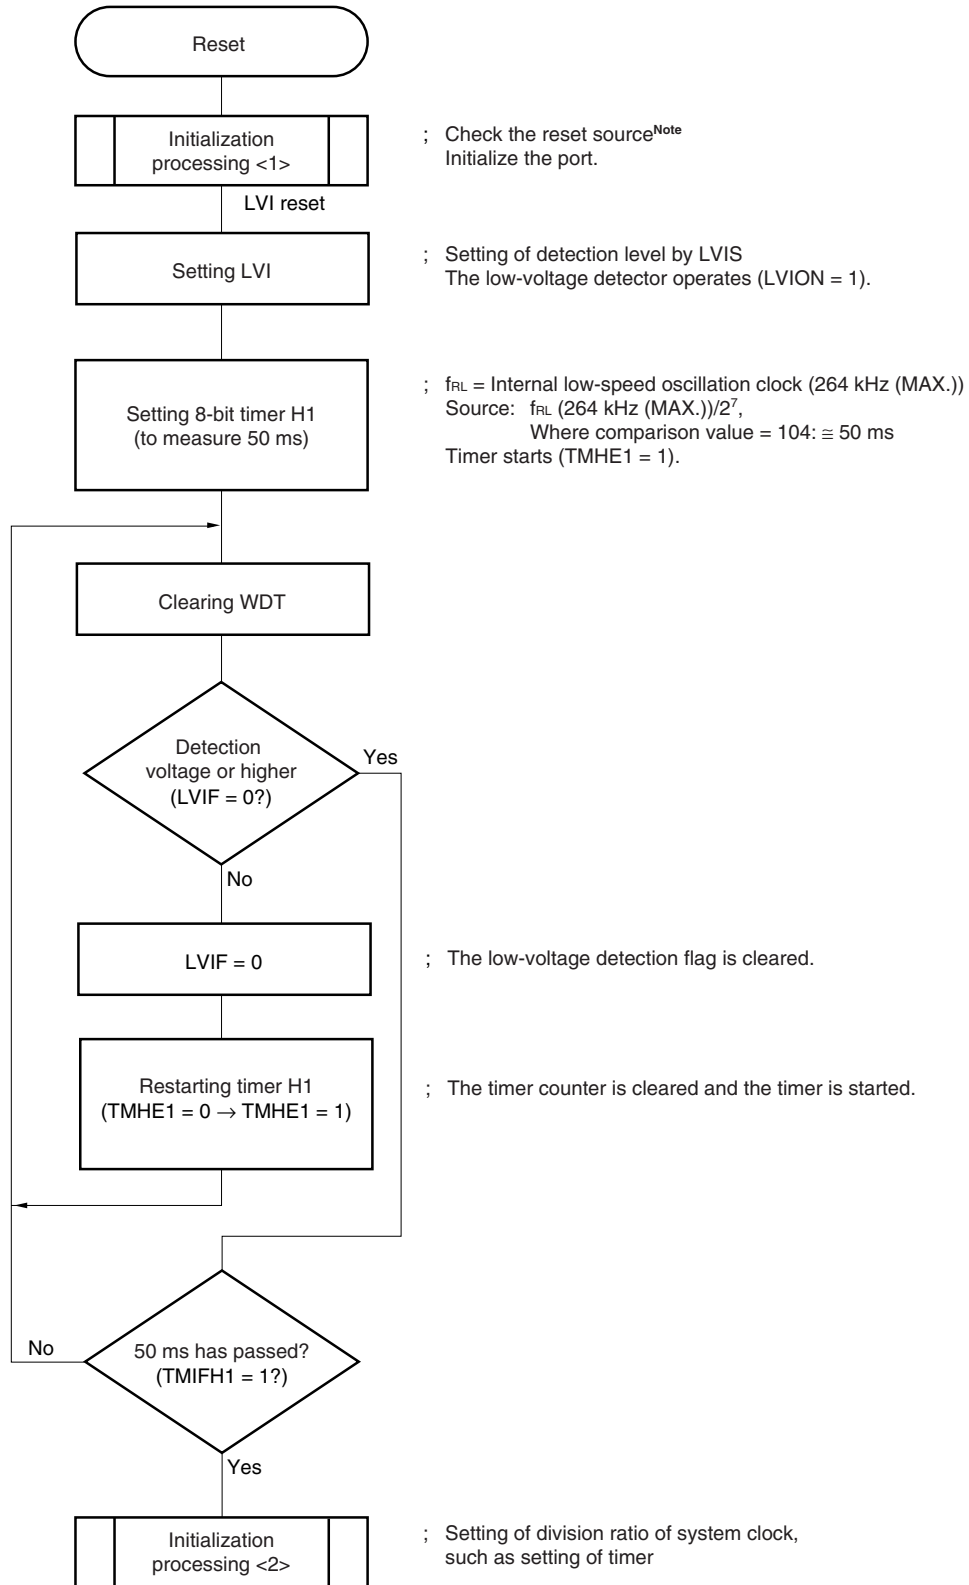 Reset
Initialization
processing <1>
; Check the reset sourceNote
Initialize the port.
LVI reset
Setting LVI
; Setting of detection level by LVIS
The low-voltage detector operates (LVION = 1).
Setting 8-bit timer H1
(to measure 50 ms)
; fRL = Internal low-speed oscillation clock (264 kHz (MAX.))
Source: fRL (264 kHz (MAX.))/2⁷,
Where comparison value = 104: ≅ 50 ms
Timer starts (TMHE1 = 1).
Clearing WDT
Detection
voltage or higher
(LVIF = 0?)
Yes
No
LVIF = 0
; The low-voltage detection flag is cleared.
Restarting timer H1
(TMHE1 = 0 → TMHE1 = 1)
; The timer counter is cleared and the timer is started.
No
50 ms has passed?
(TMIFH1 = 1?)
Yes
Initialization
processing <2>
; Setting of division ratio of system clock,
such as setting of timer